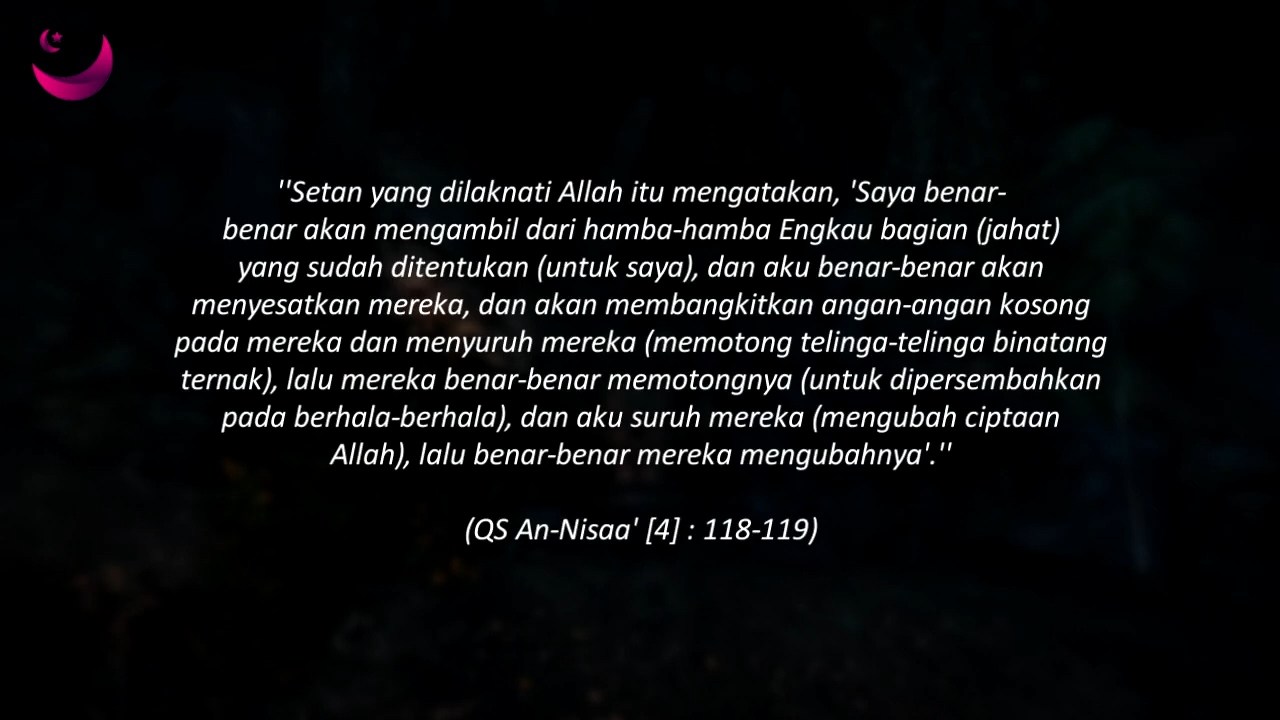 ''Setan yang dilaknati Allah itu mengatakan, 'Saya benar-
benar akan mengambil dari hamba-hamba Engkau bagian (jahat)
yang sudah ditentukan (untuk saya), dan aku benar-benar akan
menyesatkan mereka, dan akan membangkitkan angan-angan kosong
pada mereka dan menyuruh mereka (memotong telinga-telinga binatang
ternak), lalu mereka benar-benar memotongnya (untuk dipersembahkan
pada berhala-berhala), dan aku suruh mereka (mengubah ciptaan
Allah), lalu benar-benar mereka mengubahnya'.''
(QS An-Nisaa' [4] : 118-119)